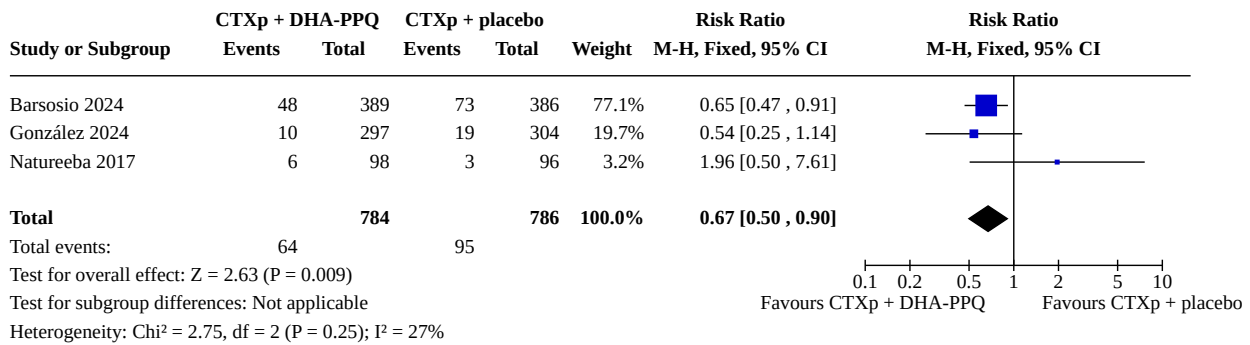 CTXp + DHA-PPQ CTXp + placebo Risk Ratio Risk Ratio
Study or Subgroup Events Total Events Total Weight M-H, Fixed, 95% CI M-H, Fixed, 95% CI
Barsosio 2024 48 389 73 386 77.1% 0.65 [0.47 , 0.91]
González 2024 10 297 19 304 19.7% 0.54 [0.25 , 1.14]
Natureeba 2017 6 98 3 96 3.2% 1.96 [0.50 , 7.61]
Total 784 786 100.0% 0.67 [0.50 , 0.90]
Total events: 64 95
Test for overall effect: Z = 2.63 (P = 0.009) 0.1 0.2 0.5 1 2 5 10
Test for subgroup differences: Not applicable Favours CTXp + DHA-PPQ Favours CTXp + placebo
Heterogeneity: Chi² = 2.75, df = 2 (P = 0.25); I² = 27%